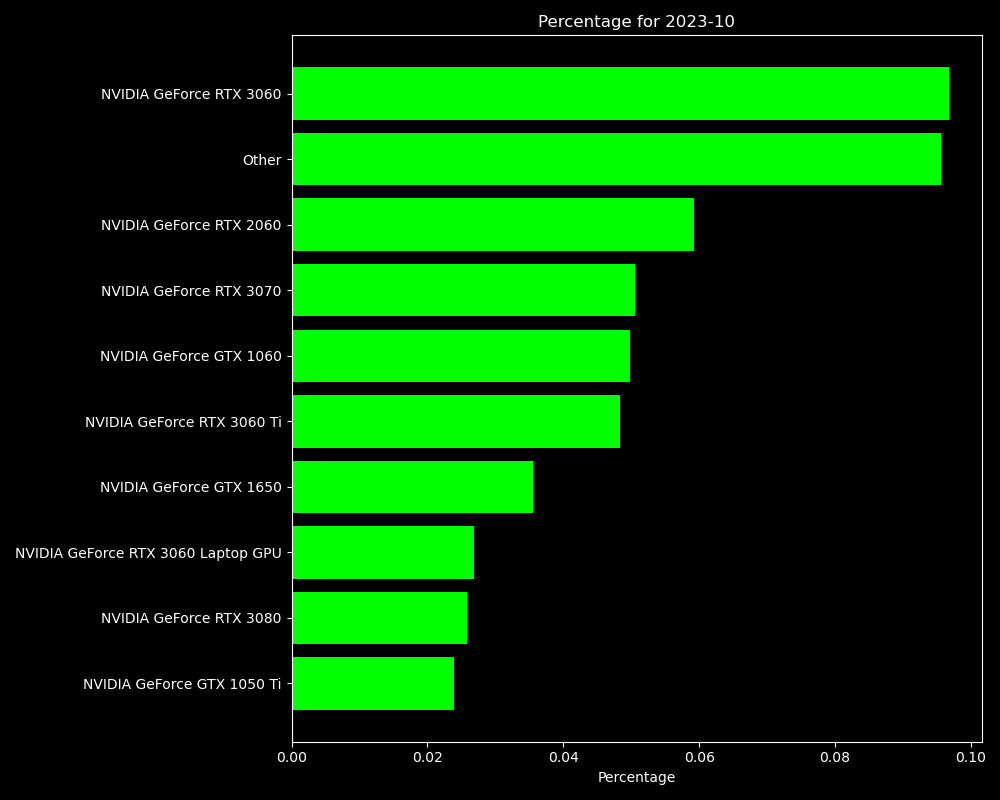 Percentage for 2023-10
NVIDIA GeForce RTX 3060
Other
NVIDIA GeForce RTX 2060
NVIDIA GeForce RTX 3070
NVIDIA GeForce GTX 1060
NVIDIA GeForce RTX 3060 Ti
NVIDIA GeForce GTX 1650
NVIDIA GeForce RTX 3060 Laptop GPU
NVIDIA GeForce RTX 3080
NVIDIA GeForce GTX 1050 Ti
0.00 0.02 0.04 0.06 0.08 0.10
Percentage